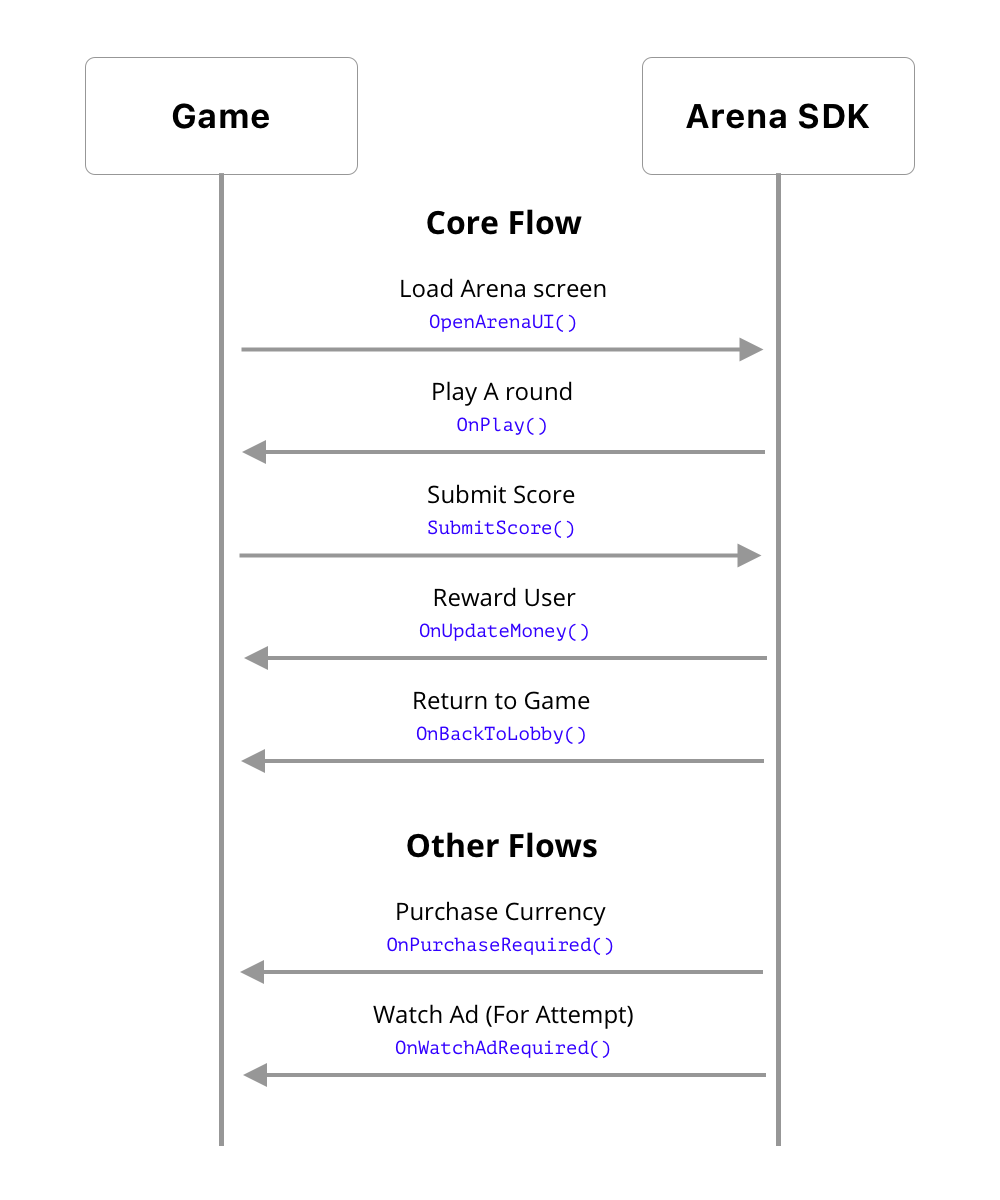 Game
Arena SDK
Core Flow
Load Arena screen
OpenArenaUI()
Play A round
OnPlay()
Submit Score
SubmitScore()
Reward User
OnUpdateMoney()
Return to Game
OnBackToLobby()
Other Flows
Purchase Currency
OnPurchaseRequired()
Watch Ad (For Attempt)
OnWatchAdRequired()